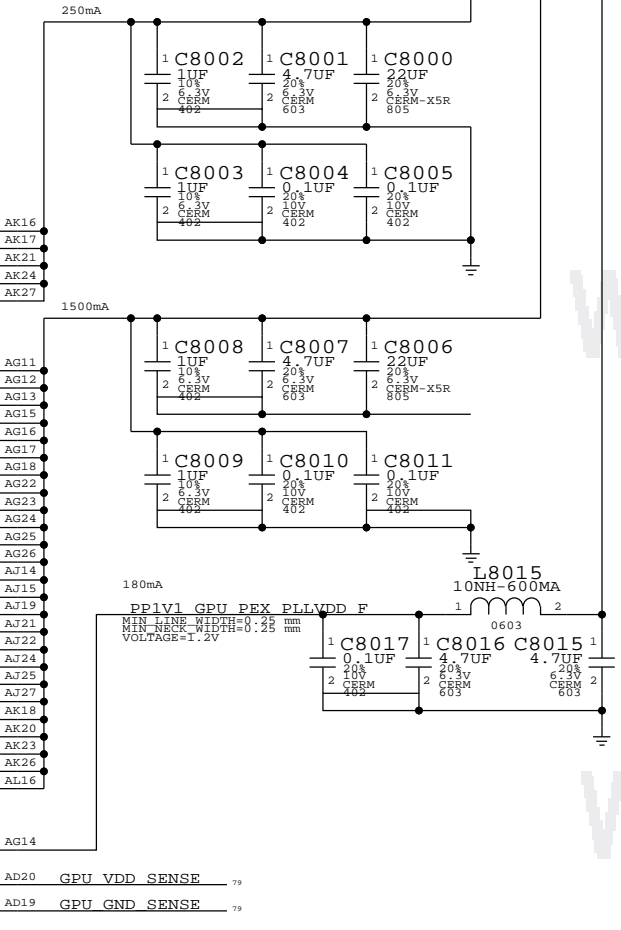 250mA
1 C8002 1 C8001 1 C8000
1UF 4.7UF 22UF
10% 20% 20%
6.3V 6.3V 6.3V
2 CERM 2 CERM 2 CERM-X5R
402 603 805
1 C8003 1 C8004 1 C8005
1UF 0.1UF 0.1UF
10% 20% 20%
6.3V 10V 10V
2 CERM 2 CERM 2 CERM
402 402 402
AK16
AK17
AK21
AK24
AK27
1500mA
1 C8008 1 C8007 1 C8006
1UF 4.7UF 22UF
10% 20% 20%
6.3V 6.3V 6.3V
2 CERM 2 CERM 2 CERM-X5R
402 603 805
AG11
AG12
AG13
AG15
AG16
AG17
AG18
AG22
AG23
AG24
AG25
AG26
AJ14
AJ15
AJ19
AJ21
AJ22
AJ24
AJ25
AJ27
AK18
AK20
AK23
AK26
AL16
1 C8009 1 C8010 1 C8011
1UF 0.1UF 0.1UF
10% 20% 20%
6.3V 10V 10V
2 CERM 2 CERM 2 CERM
402 402 402
L8015
10NH-600MA
1 2
0603
180mA
PP1V1_GPU_PEX_PLLVDD_F
MIN_LINE_WIDTH=0.25 mm
MIN_NECK_WIDTH=0.25 mm
VOLTAGE=1.2V
1 C8017 1 C8016 C8015 1
0.1UF 4.7UF 4.7UF
20% 20% 20%
10V 6.3V 6.3V
2 CERM 2 CERM CERM 2
402 603 603
AG14
AD20 GPU_VDD_SENSE 79
AD19 GPU_GND_SENSE 79